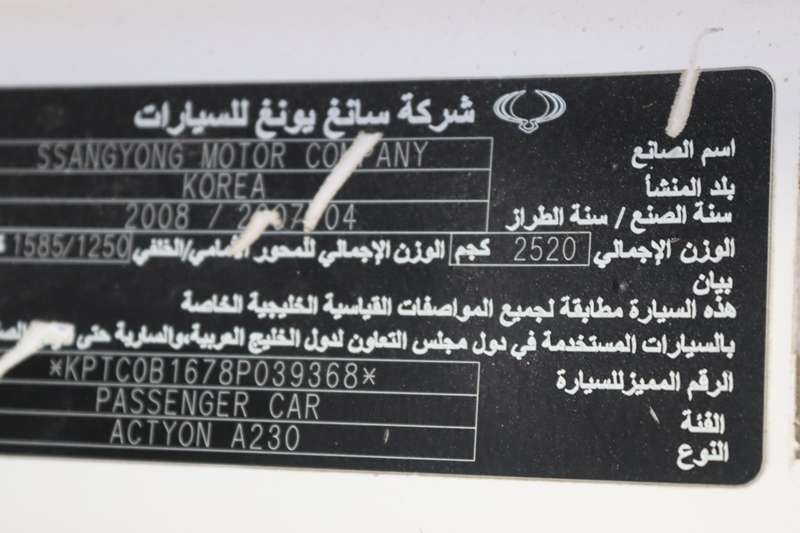 شركة سانغ يونغ للسيارات
اسم الصانع SSANGYONG MOTOR COMPANY
بلد المنشأ KOREA
سنة الصنع / سنة الطراز 2008 / 2007 04
الوزن الإجمالي 2520 كجم الوزن الإجمالي للمحور الأمامي/الخلفي 1585/1250
بيان
هذه السيارة مطابقة لجميع المواصفات القياسية الخليجية الخاصة
بالسيارات المستخدمة في دول مجلس التعاون لدول الخليج العربية،والسارية حتى
الرقم المميز للسيارة *KPTC0B1678P039368*
الفئة PASSENGER CAR
النوع ACTYON A230